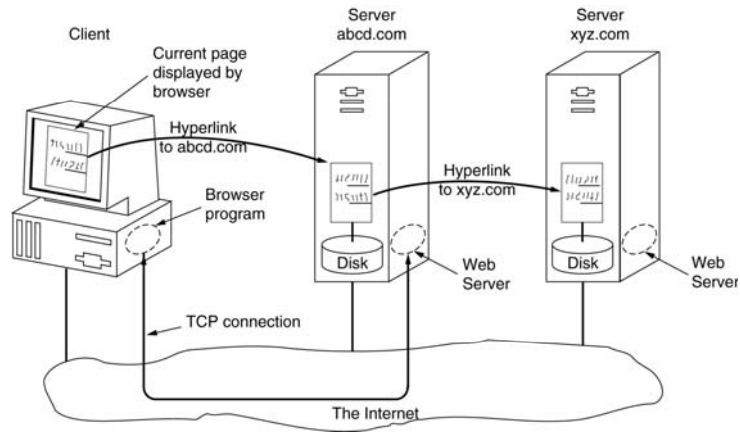 Client
Server
abcd.com
Server
xyz.com
Current page
displayed by
browser
Hyperlink
to abcd.com
Hyperlink
to xyz.com
Browser
program
Disk
Disk
Web
Server
Web
Server
TCP connection
The Internet